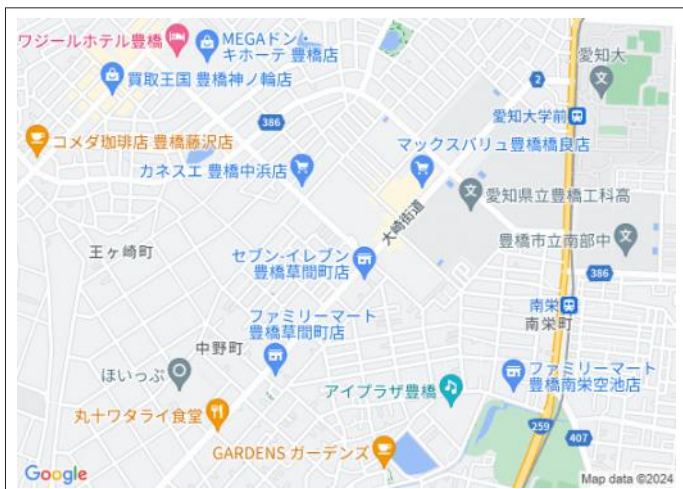 ワジールホテル豊橋
MEGAドン・
キホーテ 豊橋店
買取王国 豊橋神ノ輪店
愛知大
2
386
愛知大学前
コメダ珈琲店 豊橋藤沢店
マックスバリュ豊橋橋良店
カネスエ 豊橋中浜店
愛知県立豊橋工科高
大崎街道
豊橋市立南部中
王ヶ崎町
セブン-イレブン
豊橋草間町店
386
南栄
南栄町
ファミリーマート
豊橋草間町店
中野町
ほいっぷ
ファミリーマート
豊橋南栄空池店
アイプラザ豊橋
丸十ワタライ食堂
259
407
GARDENS ガーデンズ
Google
Map data ©2024